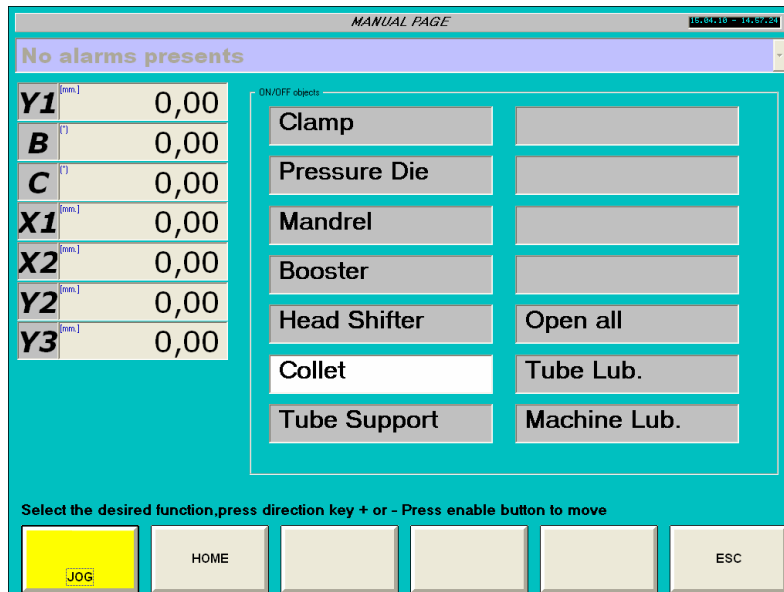 MANUAL PAGE
15.04.10 - 14.57.24
No alarms presents
Y1 [mm.] 0,00
B (°) 0,00
C (°) 0,00
X1 [mm.] 0,00
X2 [mm.] 0,00
Y2 [mm.] 0,00
Y3 [mm.] 0,00
ON/OFF objects
Clamp
Pressure Die
Mandrel
Booster
Head Shifter
Open all
Collet
Tube Lub.
Tube Support
Machine Lub.
Select the desired function,press direction key + or - Press enable button to move
JOG
HOME
ESC